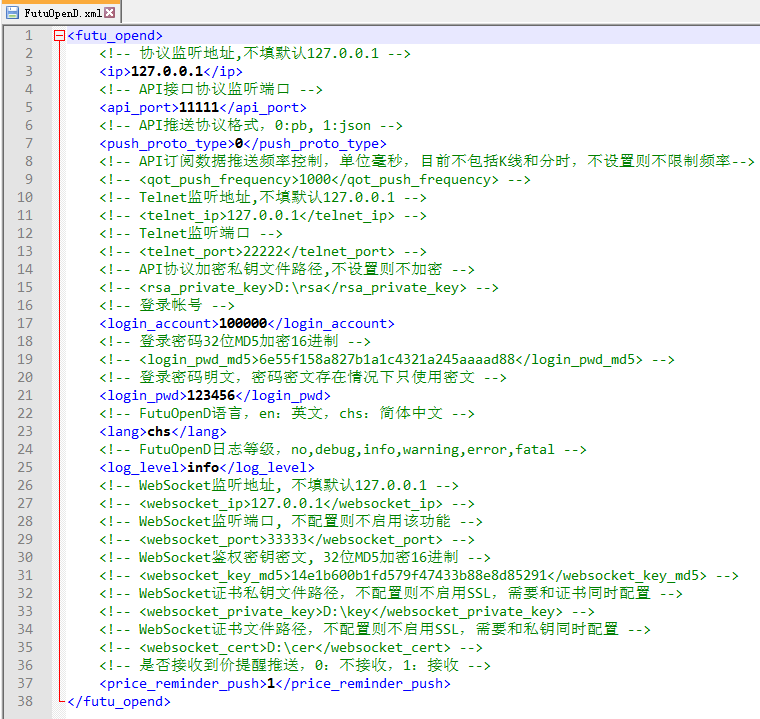 FutuOpenD.xml
1 <futu_opend>
2 <!-- 协议监听地址,不填默认127.0.0.1 -->
3 <ip>127.0.0.1</ip>
4 <!-- API接口协议监听端口 -->
5 <api_port>11111</api_port>
6 <!-- API推送协议格式，0:pb, 1:json -->
7 <push_proto_type>0</push_proto_type>
8 <!-- API订阅数据推送频率控制，单位毫秒，目前不包括K线和分时，不设置则不限制频率-->
9 <!-- <qot_push_frequency>1000</qot_push_frequency> -->
10 <!-- Telnet监听地址,不填默认127.0.0.1 -->
11 <!-- <telnet_ip>127.0.0.1</telnet_ip> -->
12 <!-- Telnet监听端口 -->
13 <!-- <telnet_port>22222</telnet_port> -->
14 <!-- API协议加密私钥文件路径,不设置则不加密 -->
15 <!-- <rsa_private_key>D:\rsa</rsa_private_key> -->
16 <!-- 登录帐号 -->
17 <login_account>100000</login_account>
18 <!-- 登录密码32位MD5加密16进制 -->
19 <!-- <login_pwd_md5>6e55f158a827b1a1c4321a245aaaad88</login_pwd_md5> -->
20 <!-- 登录密码明文，密码密文存在情况下只使用密文 -->
21 <login_pwd>123456</login_pwd>
22 <!-- FutuOpenD语言，en：英文，chs：简体中文 -->
23 <lang>chs</lang>
24 <!-- FutuOpenD日志等级，no,debug,info,warning,error,fatal -->
25 <log_level>info</log_level>
26 <!-- WebSocket监听地址, 不填默认127.0.0.1 -->
27 <!-- <websocket_ip>127.0.0.1</websocket_ip> -->
28 <!-- WebSocket监听端口, 不配置则不启用该功能 -->
29 <!-- <websocket_port>33333</websocket_port> -->
30 <!-- WebSocket鉴权密钥密文, 32位MD5加密16进制 -->
31 <!-- <websocket_key_md5>14e1b600b1fd579f47433b88e8d85291</websocket_key_md5> -->
32 <!-- WebSocket证书私钥文件路径，不配置则不启用SSL，需要和证书同时配置 -->
33 <!-- <websocket_private_key>D:\key</websocket_private_key> -->
34 <!-- WebSocket证书文件路径，不配置则不启用SSL，需要和私钥同时配置 -->
35 <!-- <websocket_cert>D:\cer</websocket_cert> -->
36 <!-- 是否接收到价提醒推送，0：不接收，1：接收 -->
37 <price_reminder_push>1</price_reminder_push>
38 </futu_opend>